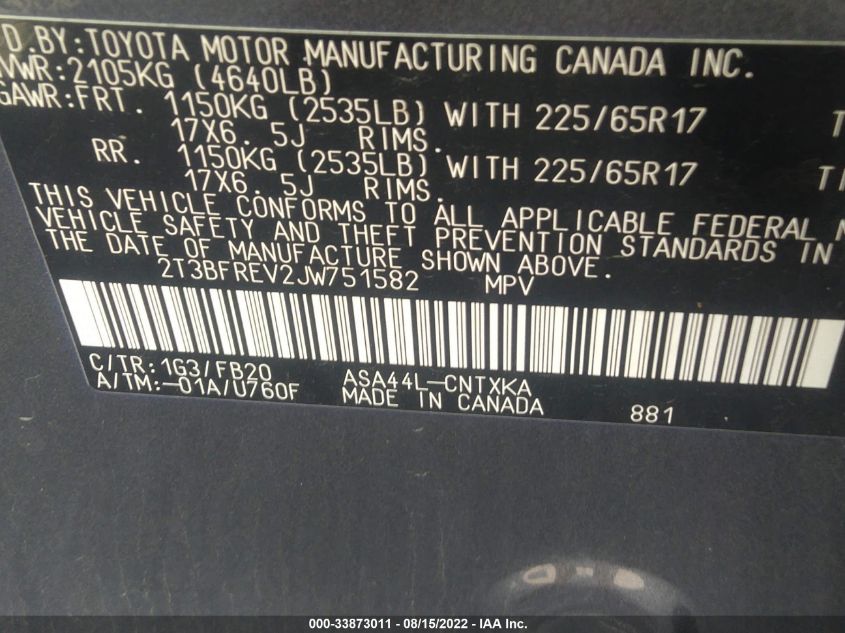 D.BY:TOYOTA MOTOR MANUFACTURING CANADA INC.
VWR:2105KG (4640LB)
GAWR:FRT. 1150KG (2535LB) WITH 225/65R17
17X6. 5J RIMS.
RR. 1150KG (2535LB) WITH 225/65R17
17X6. 5J RIMS.
THIS VEHICLE CONFORMS TO ALL APPLICABLE FEDERAL
VEHICLE SAFETY AND THEFT PREVENTION STANDARDS IN
THE DATE OF MANUFACTURE SHOWN ABOVE.
2T3BFREV2JW751582 MPV
C/TR:1G3/FB20 ASA44L-CNTXKA
A/TM:-01A/U760F MADE IN CANADA 881
000-33873011 - 08/15/2022 - IAA Inc.